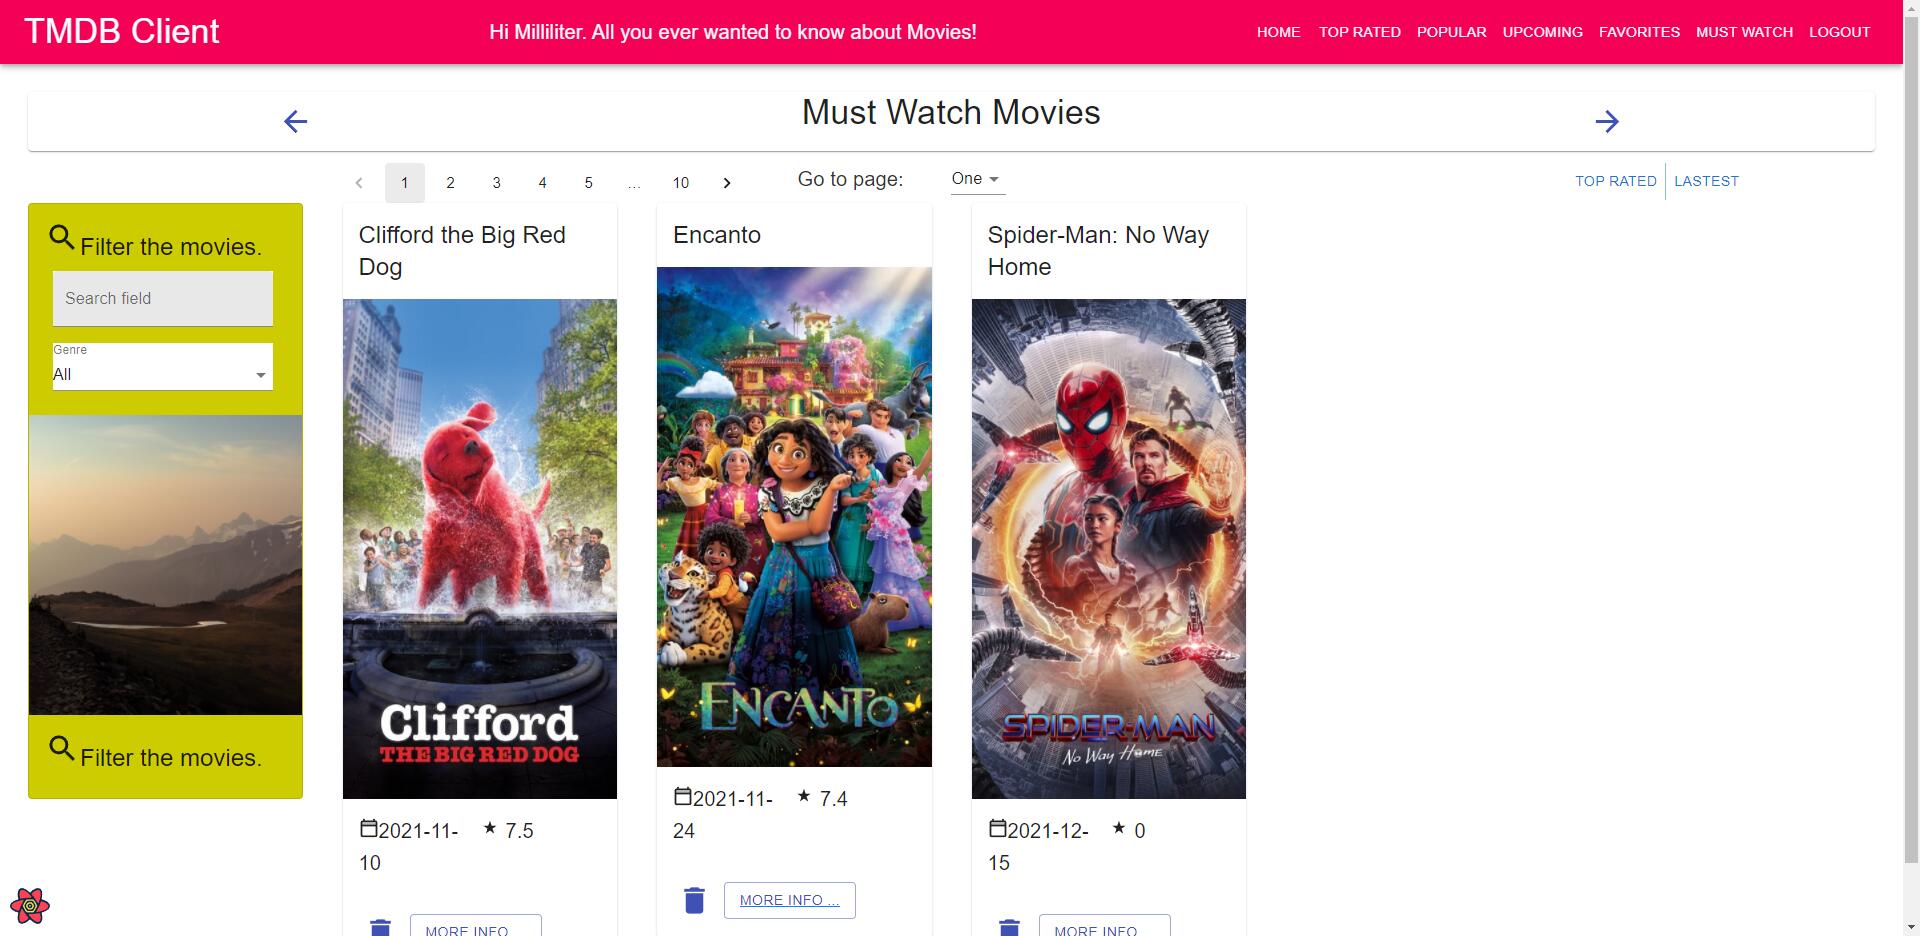 TMDB Client
Hi Milliliter. All you ever wanted to know about Movies!
HOME TOP RATED POPULAR UPCOMING FAVORITES MUST WATCH LOGOUT
Must Watch Movies
1 2 3 4 5 ... 10
Go to page:
One
TOP RATED LASTEST
Filter the movies.
Search field
Genre
All
Filter the movies.
Clifford the Big Red
Dog
Clifford
THE BIG RED DOG
2021-11-
10
7.5
MORE INFO ...
Encanto
ENCANTO
2021-11-
24
7.4
MORE INFO ...
Spider-Man: No Way
Home
SPIDER-MAN
No Way Home
2021-12-
15
0
MORE INFO ...